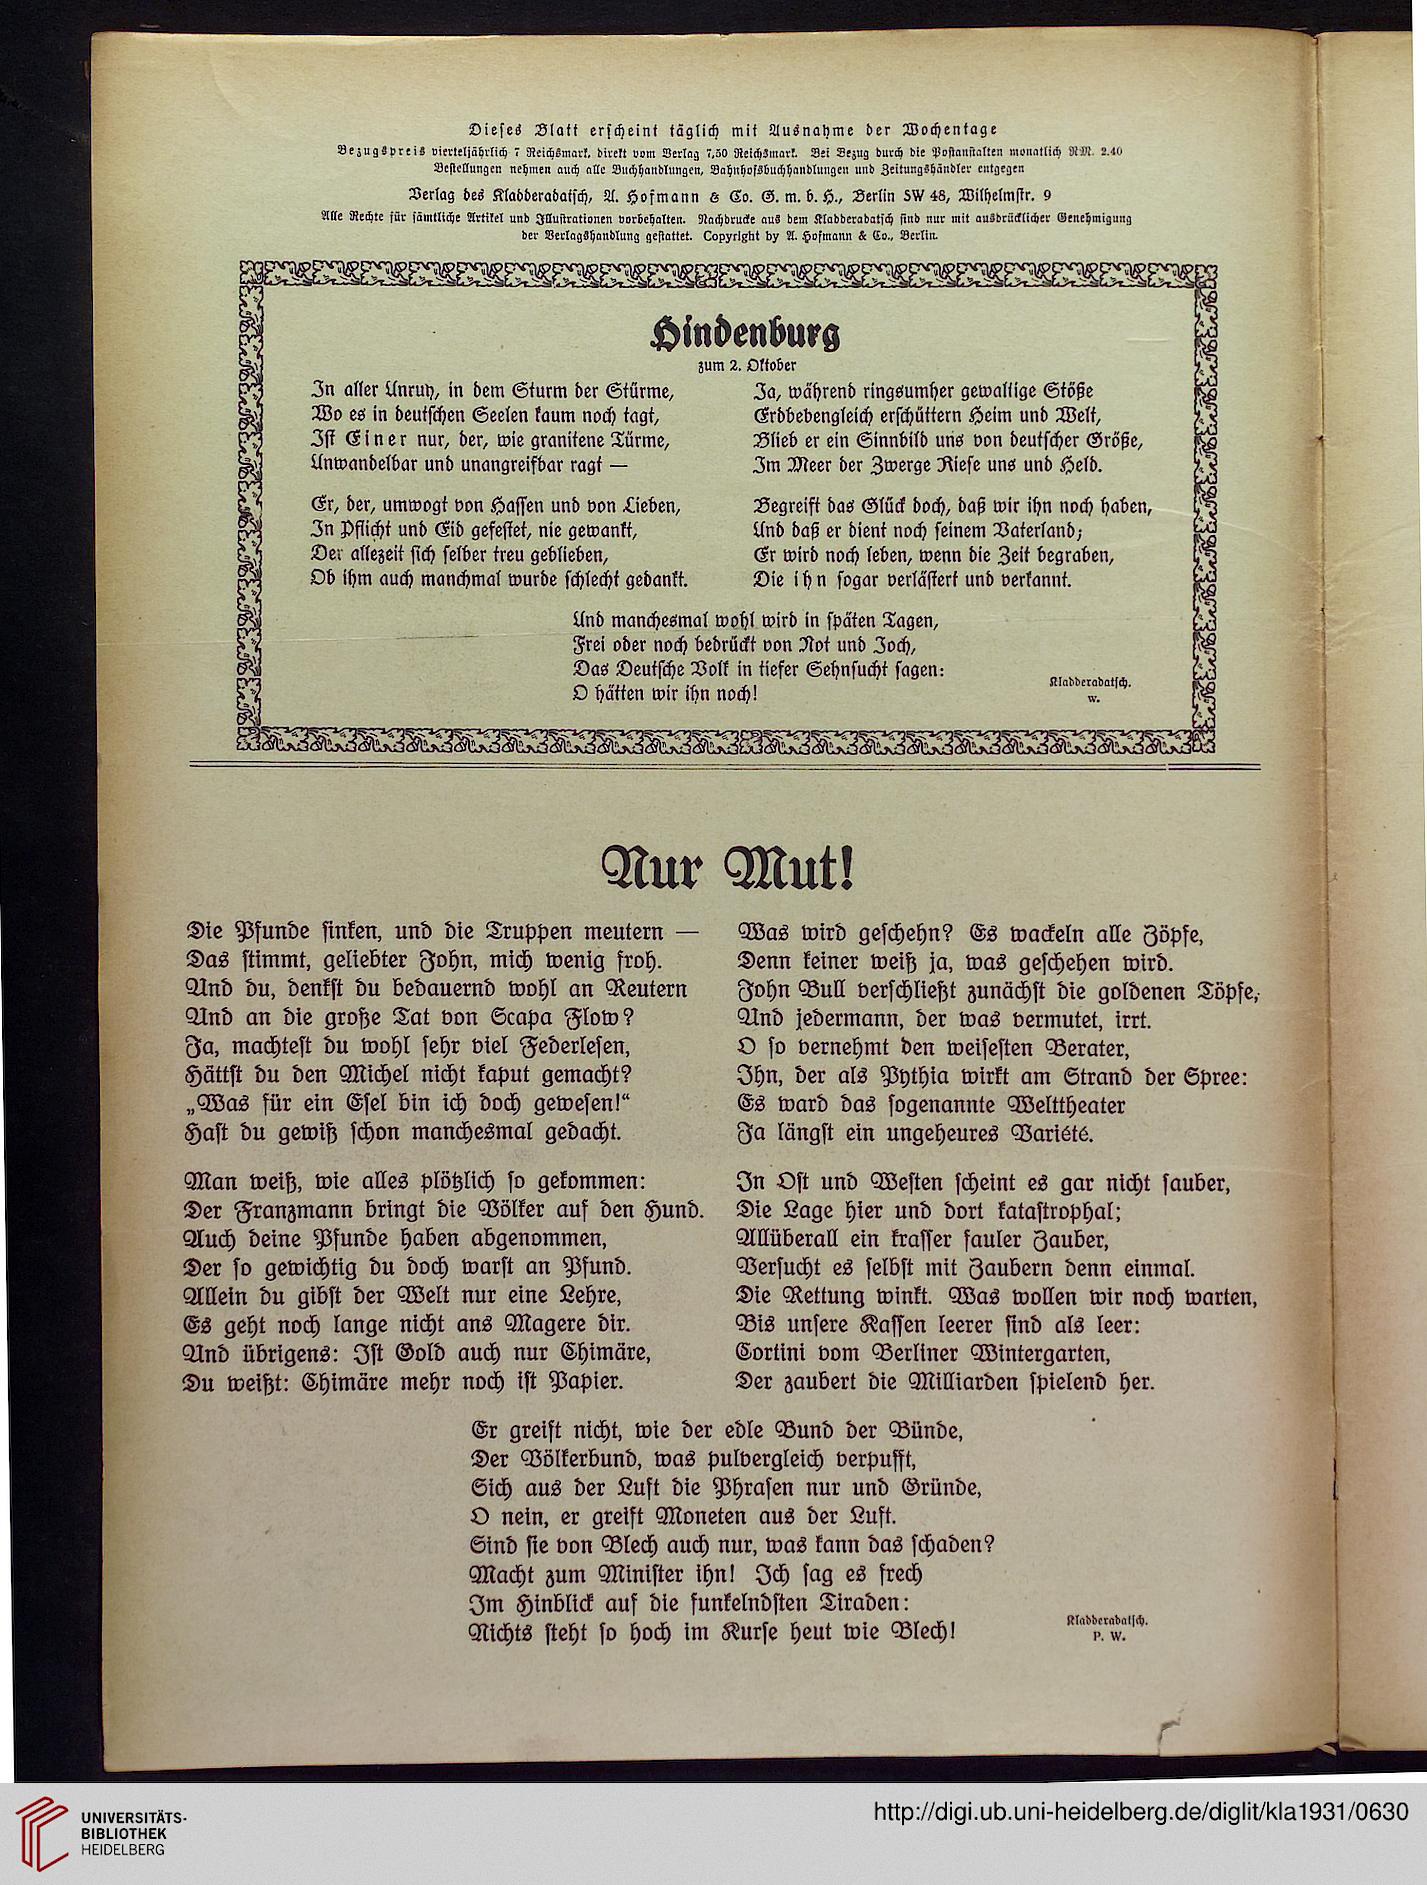 Dieses Blatt erscheint täglich mit Ausnahme der Wochentage
Bezugspreis vierteljährlich 7 Reichsmark, direkt vom Verlag 7,50 Reichsmark. Bei Bezug durch die Postanstalten monatlich RM. 2.40
Bestellungen nehmen auch alle Buchhandlungen, Bahnhofsbuchhandlungen und Zeitungshändler entgegen
Verlag des Kladderadatsch, A. Hofmann & Co. G. m. b. H., Berlin SW 48, Wilhelmstr. 9
Alle Rechte für sämtliche Artikel und Illustrationen vorbehalten. Nachdrucke aus dem Kladderadatsch sind nur mit ausdrücklicher Genehmigung
der Verlagshandlung gestattet. Copyright by A. Hofmann & Co., Berlin.
Hindenburg
zum 2. Oktober
In aller Unruh, in dem Sturm der Stürme,
Wo es in deutschen Seelen kaum noch tagt,
Ist Einer nur, der, wie granitene Türme,
Unwandelbar und unangreifbar ragt —
Er, der, umwogt von Hassen und von Lieben,
In Pflicht und Eid gefestet, nie gewankt,
Der allezeit sich selber treu geblieben,
Ob ihm auch manchmal wurde schlecht gedankt.
Ja, während ringsumher gewaltige Stöße
Erdbebengleich erschüttern Heim und Welt,
Blieb er ein Sinnbild uns von deutscher Größe,
Im Meer der Zwerge Riese uns und Held.
Begreift das Glück doch, daß wir ihn noch haben,
Und daß er dient noch seinem Vaterland;
Er wird noch leben, wenn die Zeit begraben,
Die ihn sogar verlästert und verkannt.
Und manchesmal wohl wird in späten Tagen,
Frei oder noch bedrückt von Not und Joch,
Das Deutsche Volk in tiefer Sehnsucht sagen:
O hätten wir ihn noch!
Kladderadatsch.
W.
Nur Mut!
Die Pfunde sinken, und die Truppen meutern —
Das stimmt, geliebter John, mich wenig froh.
Und du, denkst du bedauernd wohl an Reutern
Und an die große Tat von Scapa Flow?
Ja, machtest du wohl sehr viel Federlesen,
Hättst du den Michel nicht kaput gemacht?
„Was für ein Esel bin ich doch gewesen!“
Hast du gewiß schon manchesmal gedacht.
Man weiß, wie alles plötzlich so gekommen:
Der Franzmann bringt die Völker auf den Hund.
Auch deine Pfunde haben abgenommen,
Der so gewichtig du doch warst an Pfund.
Allein du gibst der Welt nur eine Lehre,
Es geht noch lange nicht ans Magere dir.
Und übrigens: Ist Gold auch nur Chimäre,
Du weißt: Chimäre mehr noch ist Papier.
Was wird geschehn? Es wackeln alle Zöpfe,
Denn keiner weiß ja, was geschehen wird.
John Bull verschließt zunächst die goldenen Töpfe,
Und jedermann, der was vermutet, irrt.
O so vernehmt den weisesten Berater,
Ihn, der als Pythia wirkt am Strand der Spree:
Es ward das sogenannte Welttheater
Ja längst ein ungeheures Variété.
In Ost und Westen scheint es gar nicht sauber,
Die Lage hier und dort katastrophal;
Allüberall ein krasser fauler Zauber,
Versucht es selbst mit Zaubern denn einmal.
Die Rettung winkt. Was wollen wir noch warten,
Bis unsere Kassen leerer sind als leer:
Cortini vom Berliner Wintergarten,
Der zaubert die Milliarden spielend her.
Er greift nicht, wie der edle Bund der Bünde,
Der Völkerbund, was pulvergleich verpufft,
Sich aus der Luft die Phrasen nur und Gründe,
O nein, er greift Moneten aus der Luft.
Sind sie von Blech auch nur, was kann das schaden?
Macht zum Minister ihn! Ich sag es frech
Im Hinblick auf die funkelndsten Tiraden:
Nichts steht so hoch im Kurse heut wie Blech!
Kladderadatsch.
P. W.
UNIVERSITÄTS-
BIBLIOTHEK
HEIDELBERG
http://digi.ub.uni-heidelberg.de/diglit/kla1931/0630